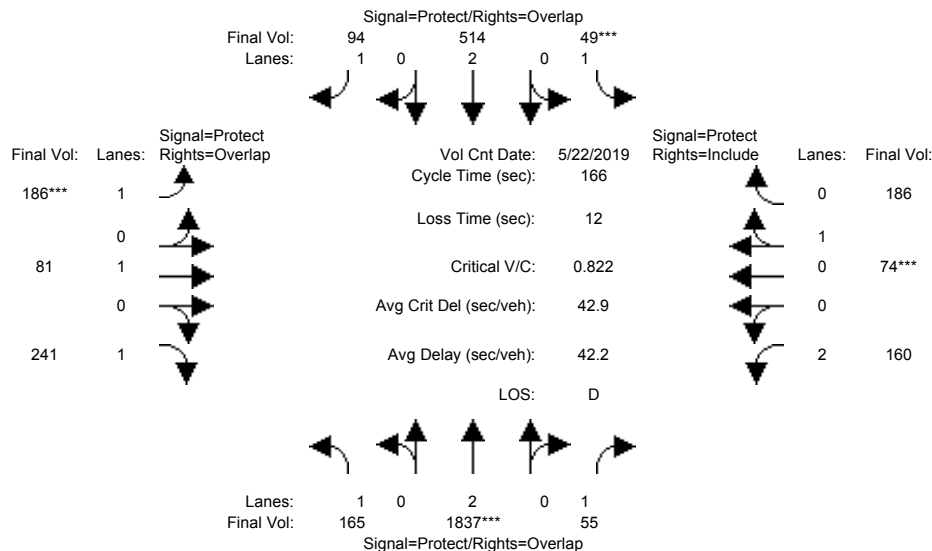 Signal=Protect/Rights=Overlap
Final Vol: 94 514 49***
Lanes: 1 0 2 0 1
Signal=Protect
Rights=Overlap
Signal=Protect
Rights=Include
Final Vol: Lanes: Vol Cnt Date: 5/22/2019 Lanes: Final Vol:
Cycle Time (sec): 166
186*** 1 0 186
Loss Time (sec): 12
0 1
81 1 Critical V/C: 0.822 0 74***
0 Avg Crit Del (sec/veh): 42.9 0
241 1 Avg Delay (sec/veh): 42.2 2 160
LOS: D
Lanes: 1 0 2 0 1
Final Vol: 165 1837*** 55
Signal=Protect/Rights=Overlap